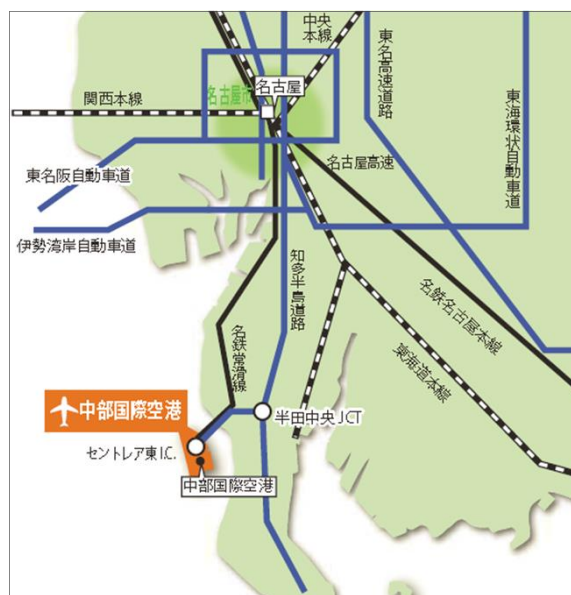 中央
本線
東名高速道路
東海環状自動車道
名古屋
名古屋市
関西本線
名古屋高速
東名阪自動車道
伊勢湾岸自動車道
知多半島道路
名鉄名古屋本線
名鉄常滑線
東海道本線
中部国際空港
半田中央JCT
セントレア東I.C.
中部国際空港